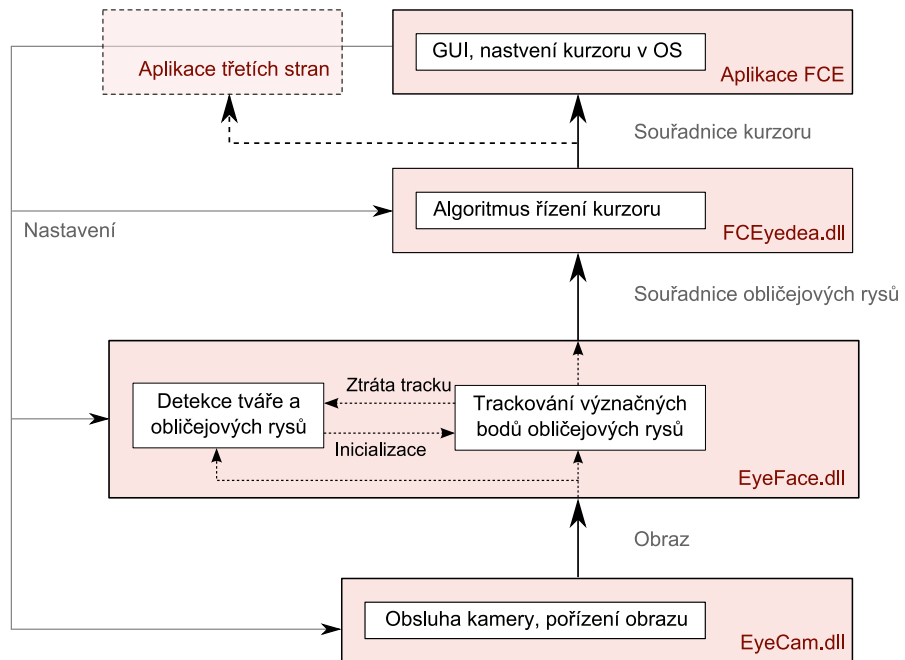 GUI, nastvení kurzoru v OS
Aplikace třetích stran
Aplikace FCE
Souřadnice kurzoru
Algoritmus řízení kurzoru
Nastavení
FCEyedea.dll
Souřadnice obličejových rysů
Ztráta tracku
Detekce tváře a
obličejových rysů
Trackování význačných
bodů obličejových rysů
Inicializace
EyeFace.dll
Obraz
Obsluha kamery, pořízení obrazu
EyeCam.dll